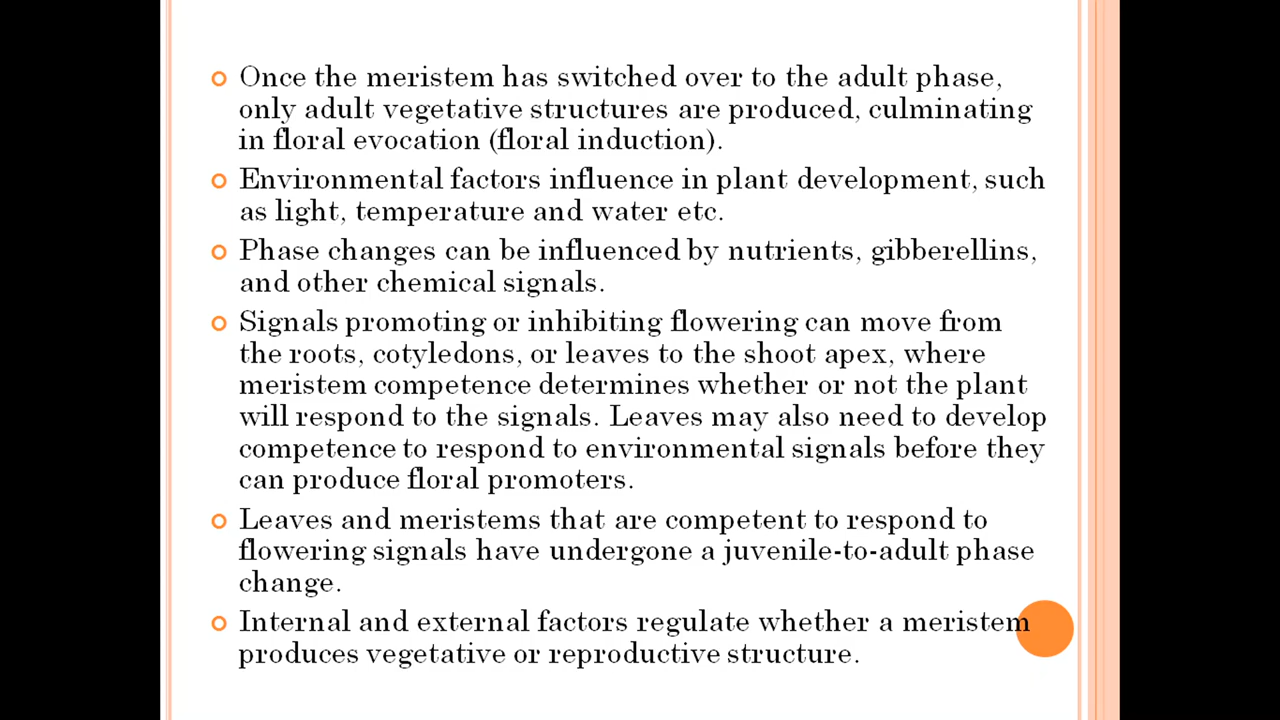 Once the meristem has switched over to the adult phase,
only adult vegetative structures are produced, culminating
in floral evocation (floral induction).
Environmental factors influence in plant development, such
as light, temperature and water etc.
Phase changes can be influenced by nutrients, gibberellins,
and other chemical signals.
Signals promoting or inhibiting flowering can move from
the roots, cotyledons, or leaves to the shoot apex, where
meristem competence determines whether or not the plant
will respond to the signals. Leaves may also need to develop
competence to respond to environmental signals before they
can produce floral promoters.
Leaves and meristems that are competent to respond to
flowering signals have undergone a juvenile-to-adult phase
change.
Internal and external factors regulate whether a meristem
produces vegetative or reproductive structure.